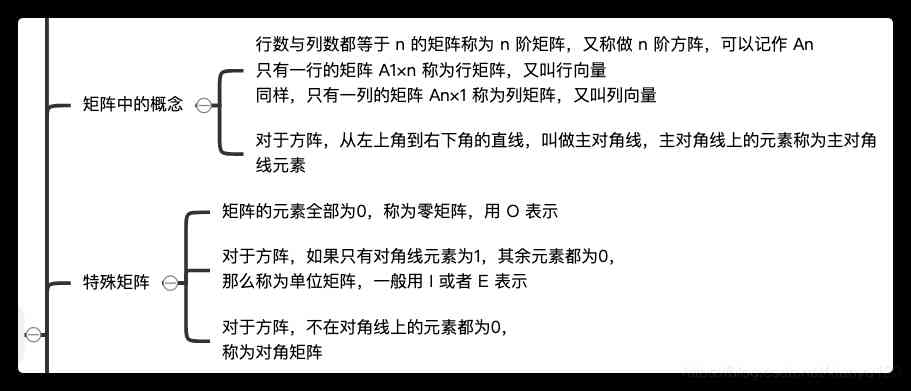 行数与列数都等于 n 的矩阵称为 n 阶矩阵，又称做 n 阶方阵，可以记作 An
只有一行的矩阵 A1×n 称为行矩阵，又叫行向量
同样，只有一列的矩阵 An×1 称为列矩阵，又叫列向量
矩阵中的概念
对于方阵，从左上角到右下角的直线，叫做主对角线，主对角线上的元素称为主对角
线元素
矩阵的元素全部为0，称为零矩阵，用 O 表示
对于方阵，如果只有对角线元素为1，其余元素都为0，
那么称为单位矩阵，一般用 I 或者 E 表示
特殊矩阵
对于方阵，不在对角线上的元素都为0，
称为对角矩阵